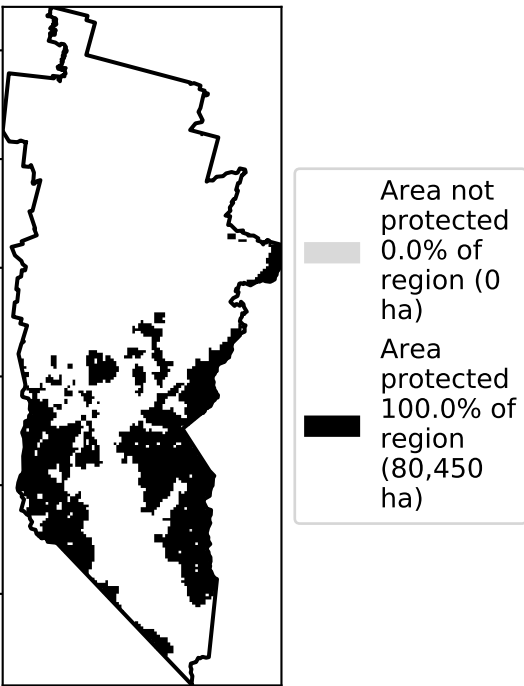 Area not
protected
0.0% of
region (0
ha)
Area
protected
100.0% of
region
(80,450
ha)